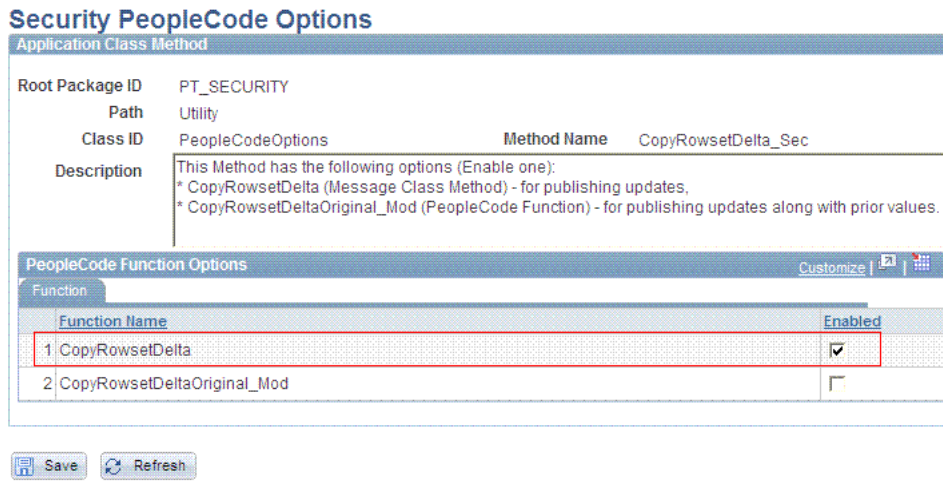 Security PeopleCode Options
Application Class Method
Root Package ID PT_SECURITY
Path Utility
Class ID PeopleCodeOptions Method Name CopyRowsetDelta_Sec
Description This Method has the following options (Enable one):
* CopyRowsetDelta (Message Class Method) - for publishing updates,
* CopyRowsetDeltaOriginal_Mod (PeopleCode Function) - for publishing updates along with prior values.
PeopleCode Function Options Customize | |
Function
Function Name Enabled
1 CopyRowsetDelta
2 CopyRowsetDeltaOriginal_Mod
Save Refresh